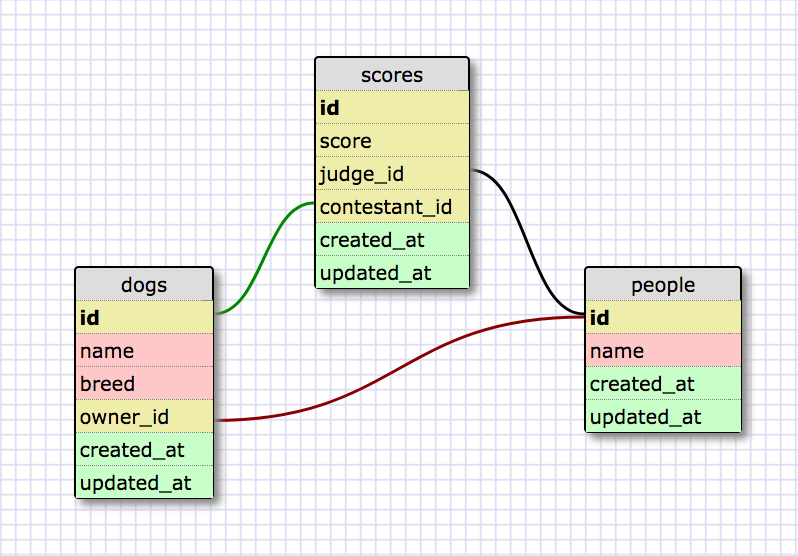 scores
id
score
judge_id
contestant_id
created_at
updated_at
dogs
id
name
breed
owner_id
created_at
updated_at
people
id
name
created_at
updated_at